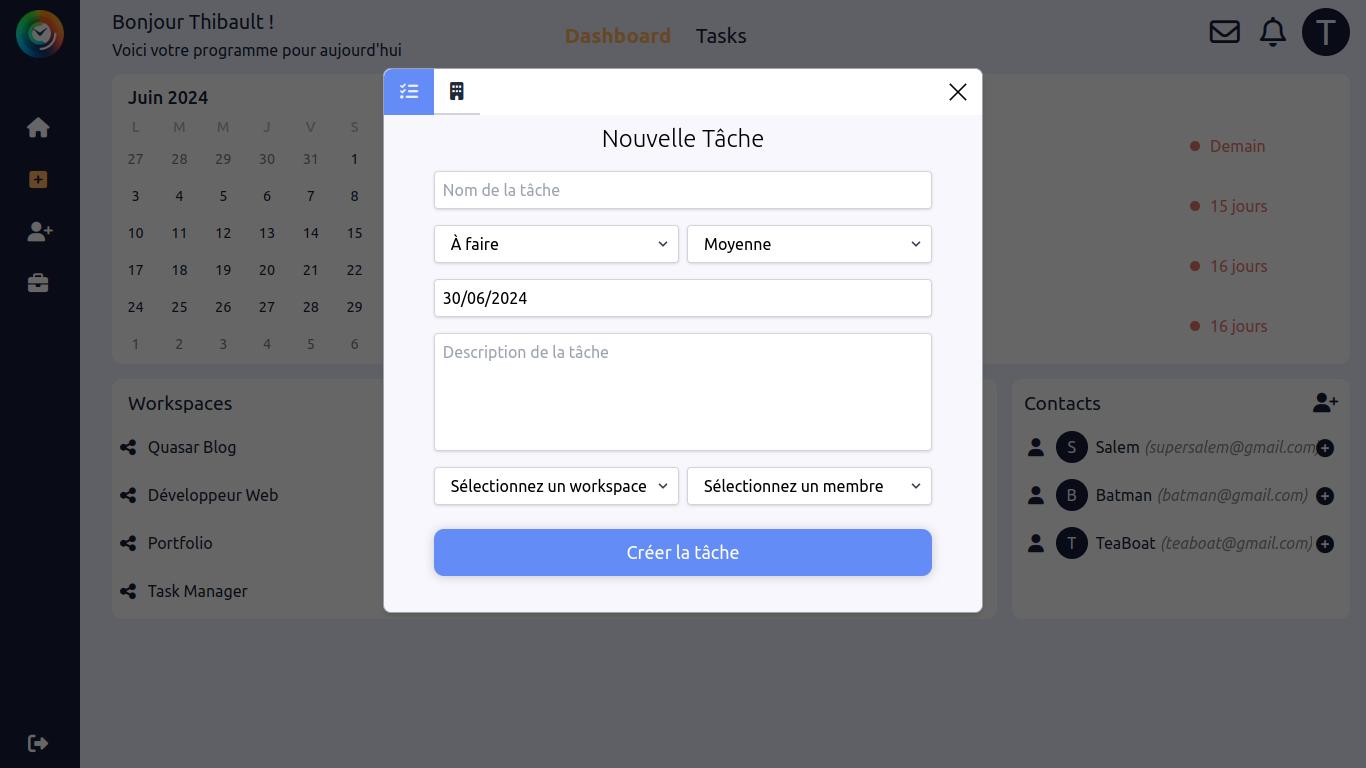 Bonjour Thibault !
Voici votre programme pour aujourd'hui
Dashboard Tasks
T
Juin 2024
L M M J V S
27 28 29 30 31 1
3 4 5 6 7 8
10 11 12 13 14 15
17 18 19 20 21 22
24 25 26 27 28 29
1 2 3 4 5 6
Nouvelle Tâche
Nom de la tâche
À faire Moyenne
30/06/2024
Description de la tâche
Sélectionnez un workspace Sélectionnez un membre
Créer la tâche
Demain
15 jours
16 jours
16 jours
Workspaces
Quasar Blog
Développeur Web
Portfolio
Task Manager
Contacts
S Salem (supersalem@gmail.com)
B Batman (batman@gmail.com)
T TeaBoat (teaboat@gmail.com)